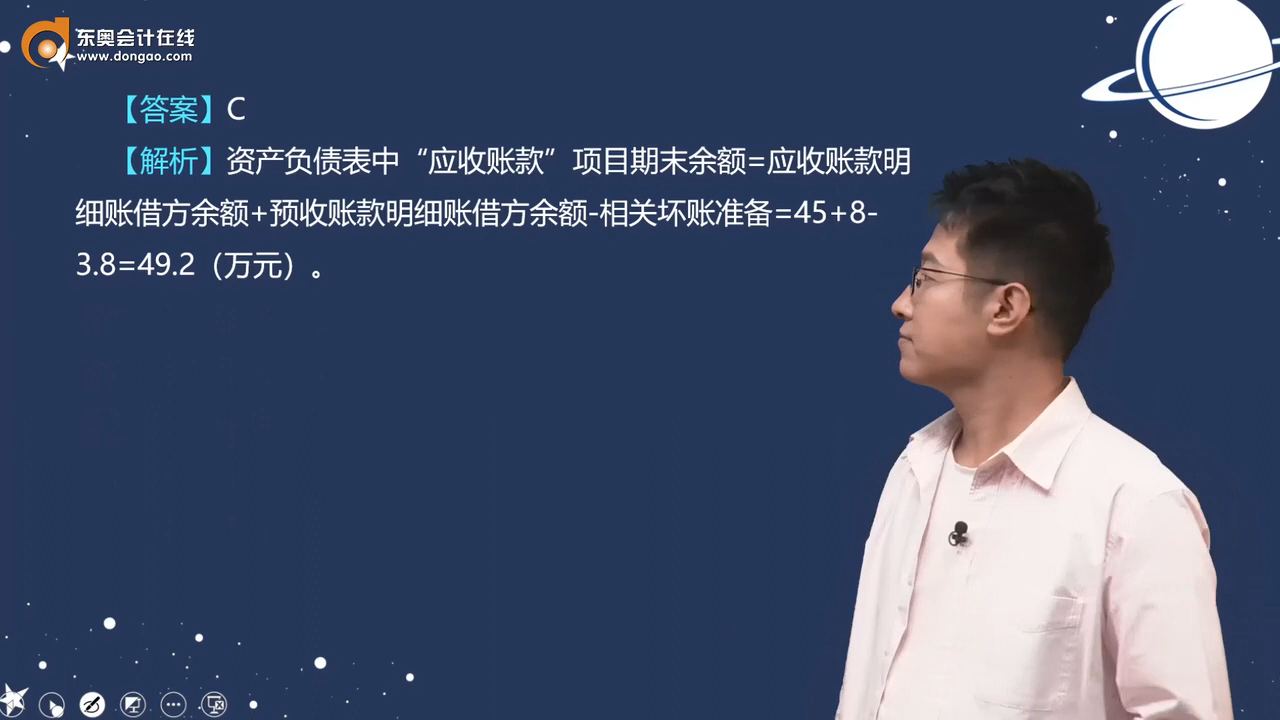 东奥会计在线
www.dongao.com
【答案】C
【解析】资产负债表中“应收账款”项目期末余额=应收账款明
细账借方余额+预收账款明细账借方余额-相关坏账准备=45+8-
3.8=49.2（万元）。